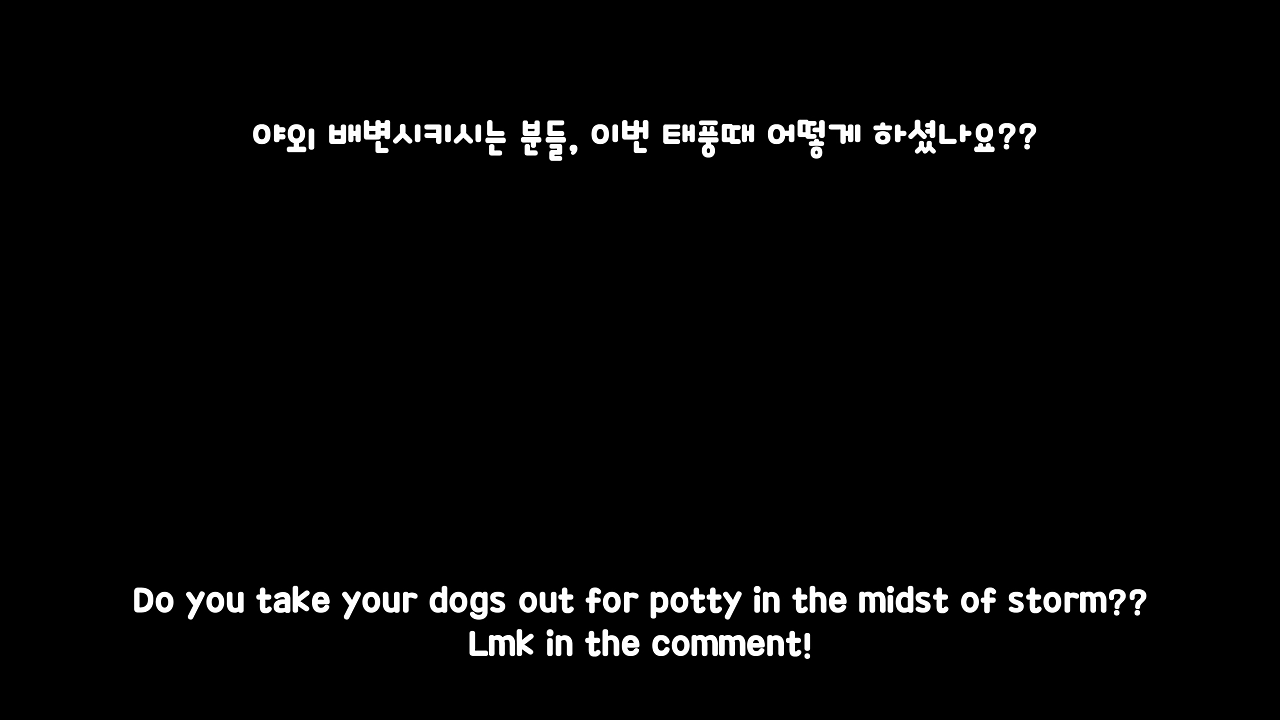 야외 배변시키시는 분들, 이번 태풍때 어떻게 하셨나요??
Do you take your dogs out for potty in the midst of storm??
Lmk in the comment!